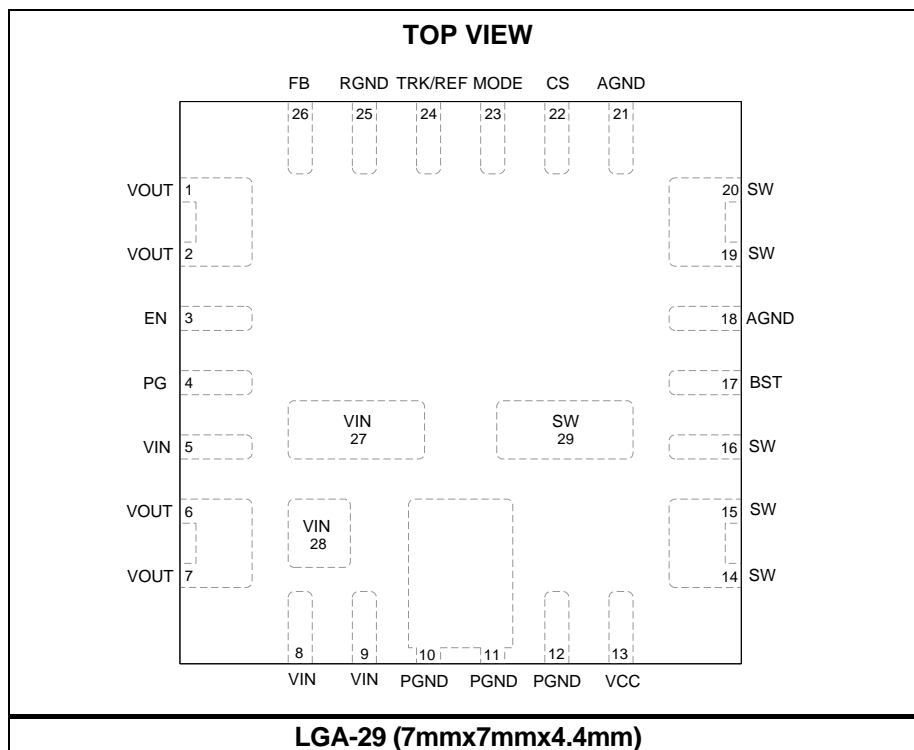 TOP VIEW
FB RGND TRK/REF MODE CS AGND
26 25 24 23 22 21
VOUT 1 20 SW
VOUT 2 19 SW
EN 3 18 AGND
PG 4 17 BST
VIN SW
27 29
VIN 5 16 SW
VOUT 6 15 SW
VIN
28
VOUT 7 14 SW
8 9 10 11 12 13
VIN VIN PGND PGND PGND VCC
LGA-29 (7mmx7mmx4.4mm)